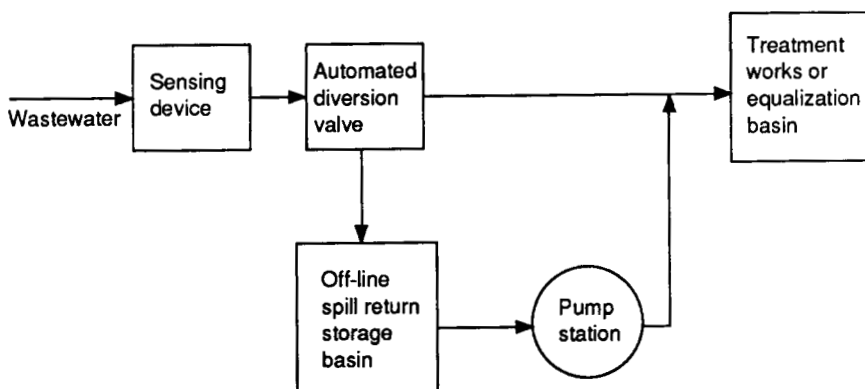 Wastewater
Sensing
device
Automated
diversion
valve
Treatment
works or
equalization
basin
Off-line
spill return
storage
basin
Pump
station